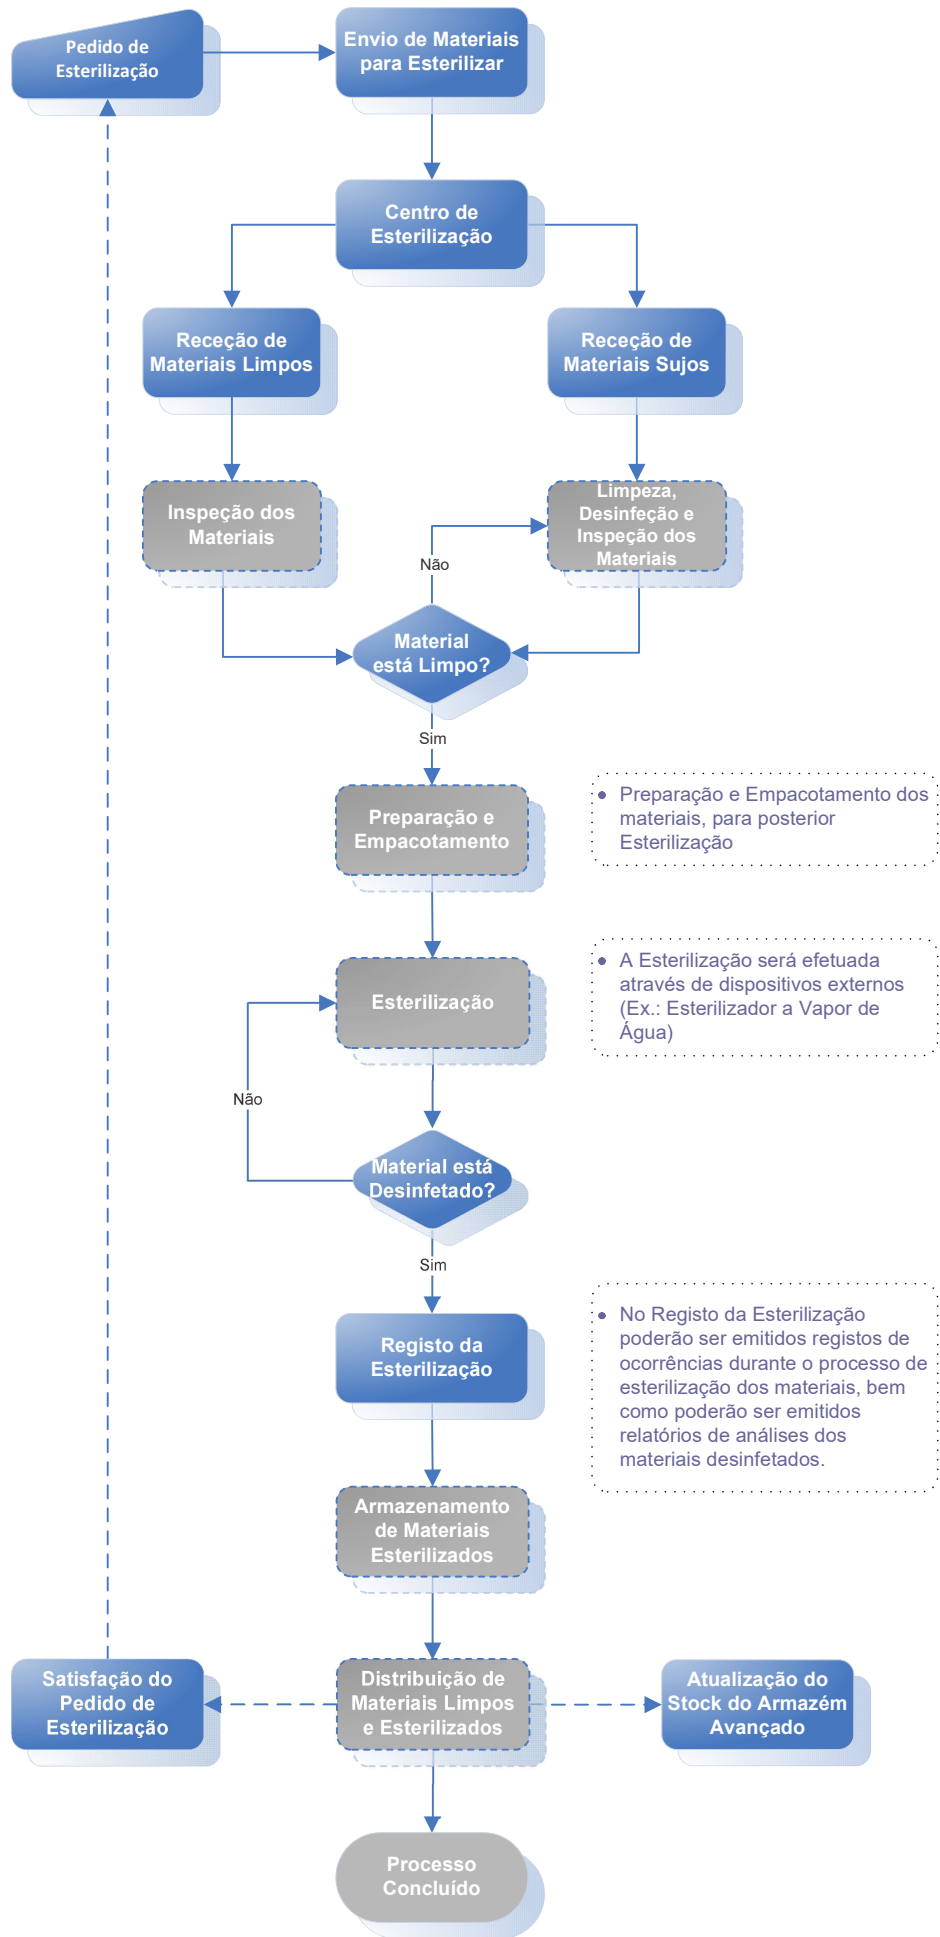 Pedido de
Esterilização
Envio de Materiais
para Esterilizar
Centro de
Esterilização
Receção de
Materiais Limpos
Receção de
Materiais Sujos
Inspeção dos
Materiais
Limpeza,
Desinfeção e
Inspeção dos
Materiais
Não
Material
está Limpo?
Sim
Preparação e
Empacotamento
• Preparação e Empacotamento dos
materiais, para posterior
Esterilização
Esterilização
• A Esterilização será efetuada
através de dispositivos externos
(Ex.: Esterilizador a Vapor de
Água)
Não
Material está
Desinfetado?
Sim
Registo da
Esterilização
• No Registo da Esterilização
poderão ser emitidos registos de
ocorrências durante o processo de
esterilização dos materiais, bem
como poderão ser emitidos
relatórios de análises dos
materiais desinfetados.
Armazenamento
de Materiais
Esterilizados
Satisfação do
Pedido de
Esterilização
Distribuição de
Materiais Limpos
e Esterilizados
Atualização do
Stock do Armazém
Avançado
Processo
Concluído